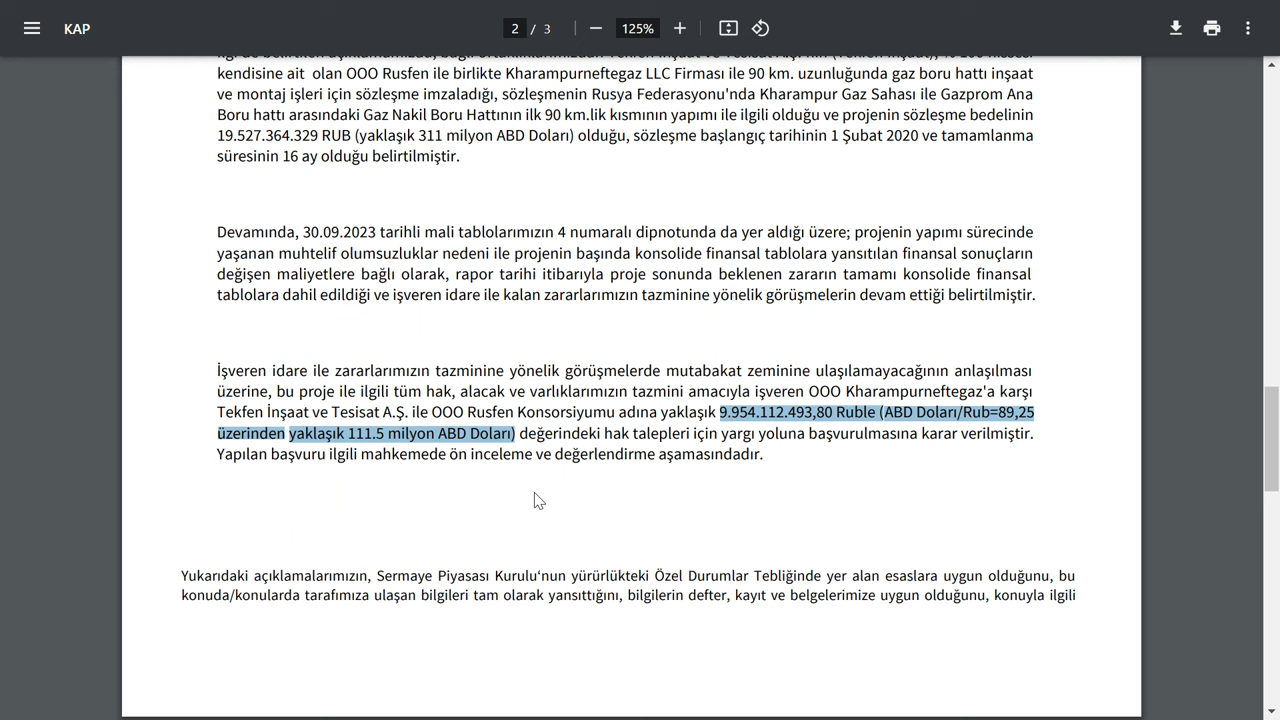 KAP
2 / 3
125%
kendisine ait olan OOO Rusfen ile birlikte Kharampurneftegaz LLC Firması ile 90 km. uzunluğunda gaz boru hattı inşaat
ve montaj işleri için sözleşme imzaladığı, sözleşmenin Rusya Federasyonu'nda Kharampur Gaz Sahası ile Gazprom Ana
Boru hattı arasındaki Gaz Nakil Boru Hattının ilk 90 km.lik kısmının yapımı ile ilgili olduğu ve projenin sözleşme bedelinin
19.527.364.329 RUB (yaklaşık 311 milyon ABD Doları) olduğu, sözleşme başlangıç tarihinin 1 Şubat 2020 ve tamamlanma
süresinin 16 ay olduğu belirtilmiştir.
Devamında, 30.09.2023 tarihli mali tablolarımızın 4 numaralı dipnotunda da yer aldığı üzere; projenin yapımı sürecinde
yaşanan muhtelif olumsuzluklar nedeni ile projenin başında konsolide finansal tablolara yansıtılan finansal sonuçların
değişen maliyetlere bağlı olarak, rapor tarihi itibarıyla proje sonunda beklenen zararın tamamı konsolide finansal
tablolara dahil edildiği ve işveren idare ile kalan zararlarımızın tazminine yönelik görüşmelerin devam ettiği belirtilmiştir.
İşveren idare ile zararlarımızın tazminine yönelik görüşmelerde mutabakat zeminine ulaşılamayacağının anlaşılması
üzerine, bu proje ile ilgili tüm hak, alacak ve varlıklarımızın tazmini amacıyla işveren OOO Kharampurneftegaz'a karşı
Tekfen İnşaat ve Tesisat A.Ş. ile OOO Rusfen Konsorsiyumu adına yaklaşık 9.954.112.493,80 Ruble (ABD Doları/Rub=89,25
üzerinden yaklaşık 111.5 milyon ABD Doları) değerindeki hak talepleri için yargı yoluna başvurulmasına karar verilmiştir.
Yapılan başvuru ilgili mahkemede ön inceleme ve değerlendirme aşamasındadır.
Yukarıdaki açıklamalarımızın, Sermaye Piyasası Kurulu‘nun yürürlükteki Özel Durumlar Tebliğinde yer alan esaslara uygun olduğunu, bu
konuda/konularda tarafımıza ulaşan bilgileri tam olarak yansıttığını, bilgilerin defter, kayıt ve belgelerimize uygun olduğunu, konuyla ilgili